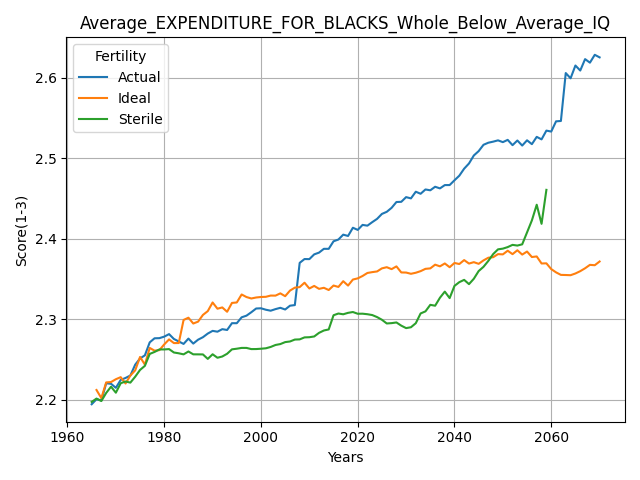 Average_EXPENDITURE_FOR_BLACKS_Whole_Below_Average_IQ
Fertility
Actual
Ideal
Sterile
Score(1-3)
2.6
2.5
2.4
2.3
2.2
1960 1980 2000 2020 2040 2060
Years